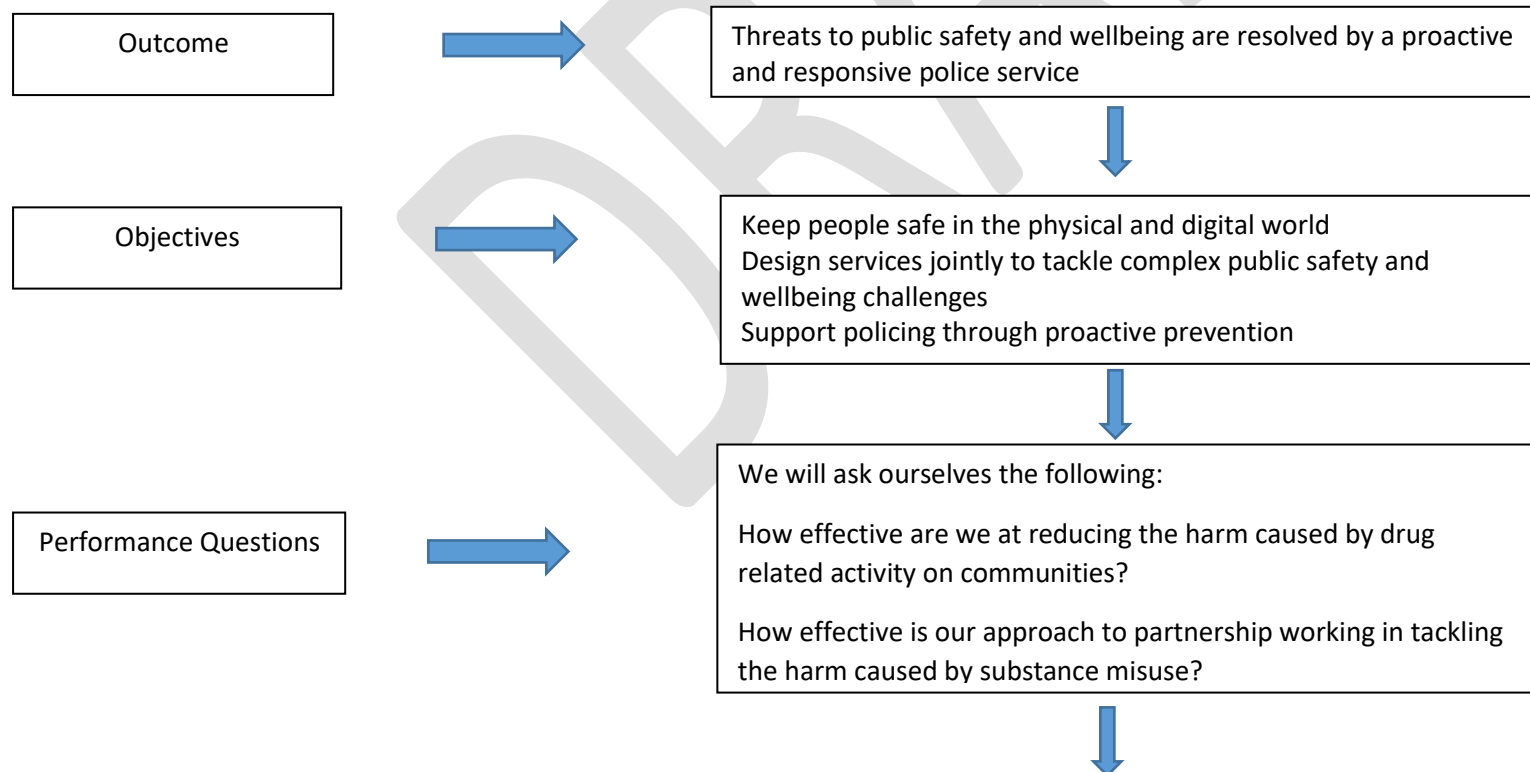 Outcome
Threats to public safety and wellbeing are resolved by a proactive
and responsive police service
Objectives
Keep people safe in the physical and digital world
Design services jointly to tackle complex public safety and
wellbeing challenges
Support policing through proactive prevention
Performance Questions
We will ask ourselves the following:
How effective are we at reducing the harm caused by drug
related activity on communities?
How effective is our approach to partnership working in tackling
the harm caused by substance misuse?